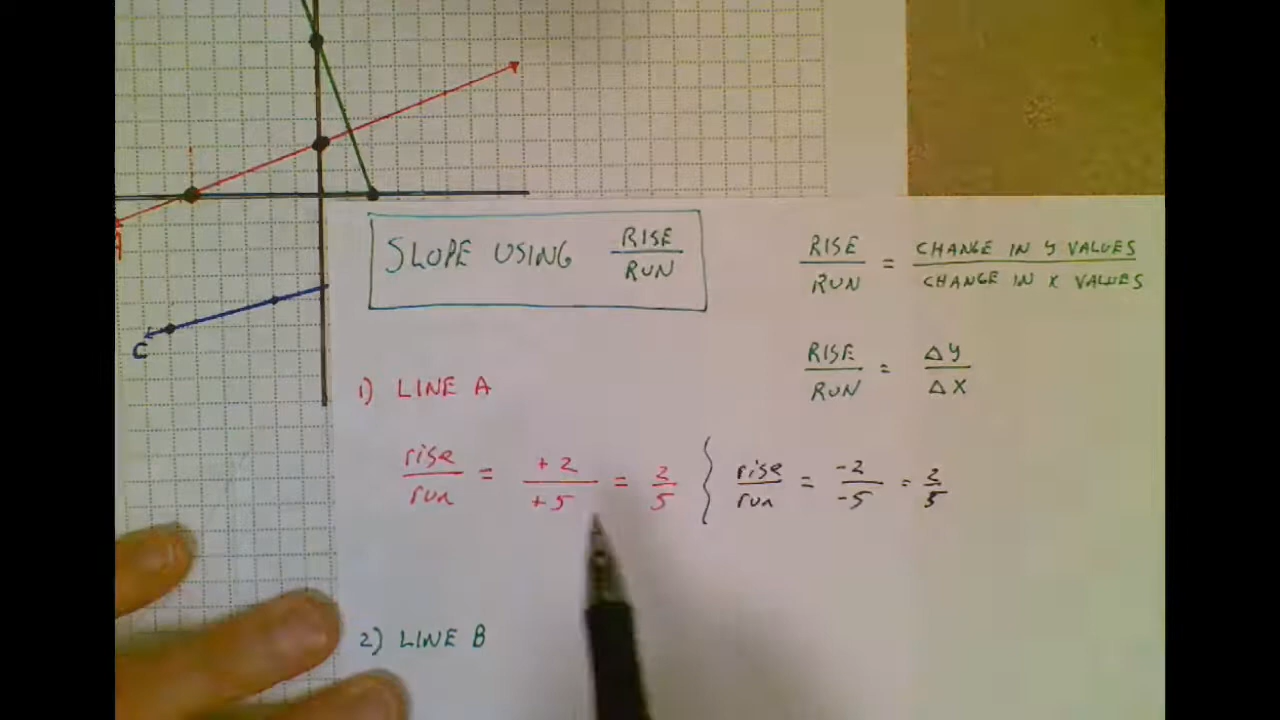 A
C
SLOPE USING RISE/RUN
RISE/RUN = CHANGE IN Y VALUES/CHANGE IN X VALUES
RISE/RUN = ΔY/ΔX
1) LINE A
rise/run = +2/+5 = 2/5 } rise/run = -2/-5 = 2/5
2) LINE B